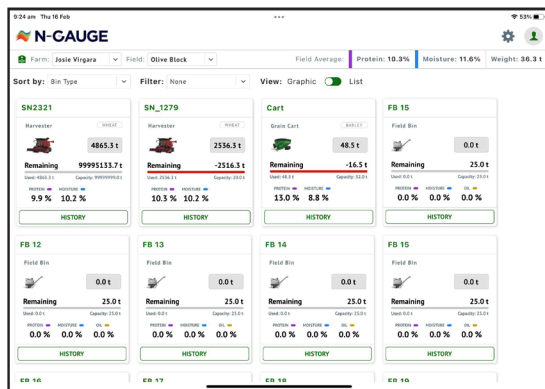 9:24 am Thu 16 Feb
53%
N-GAUGE
Farm: Josie Virgara Field: Olive Block Field Average: Protein: 10.3% Moisture: 11.6% Weight: 36.3 t
Sort by: Bin Type Filter: None View: Graphic List
SN2321 SN_1279 Cart FB 15
Harvester WHEAT Harvester WHEAT Grain Cart BARLEY Field Bin
4865.3 t 2536.3 t 48.5 t 0.0 t
Remaining 99995133.7 t Remaining -2516.3 t Remaining -16.5 t Remaining 25.0 t
Used: 4865.3 t Capacity: 99999999.0 t Used: 2536.3 t Capacity: 20.0 t Used: 48.5 t Capacity: 32.0 t Used: 0.0 t Capacity: 25.0 t
PROTEIN MOISTURE PROTEIN MOISTURE PROTEIN MOISTURE PROTEIN MOISTURE OIL
9.9 % 10.2 % 10.3 % 10.2 % 13.0 % 8.8 % 0.0 % 0.0 % 0.0 %
HISTORY HISTORY HISTORY HISTORY
FB 12 FB 13 FB 14 FB 15
Field Bin Field Bin Field Bin Field Bin
0.0 t 0.0 t 0.0 t 0.0 t
Remaining 25.0 t Remaining 25.0 t Remaining 25.0 t Remaining 25.0 t
Used: 0.0 t Capacity: 25.0 t Used: 0.0 t Capacity: 25.0 t Used: 0.0 t Capacity: 25.0 t Used: 0.0 t Capacity: 25.0 t
PROTEIN MOISTURE OIL PROTEIN MOISTURE OIL PROTEIN MOISTURE OIL PROTEIN MOISTURE OIL
0.0 % 0.0 % 0.0 % 0.0 % 0.0 % 0.0 % 0.0 % 0.0 % 0.0 % 0.0 % 0.0 % 0.0 %
HISTORY HISTORY HISTORY HISTORY
FB 16 FB 17 FB 18 FB 19